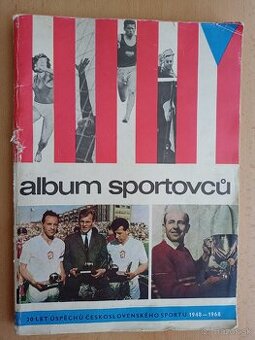 album sportovců
20 LET ÚSPĚCHŮ ČESKOSLOVENSKÉHO SPORTU 1948–1968